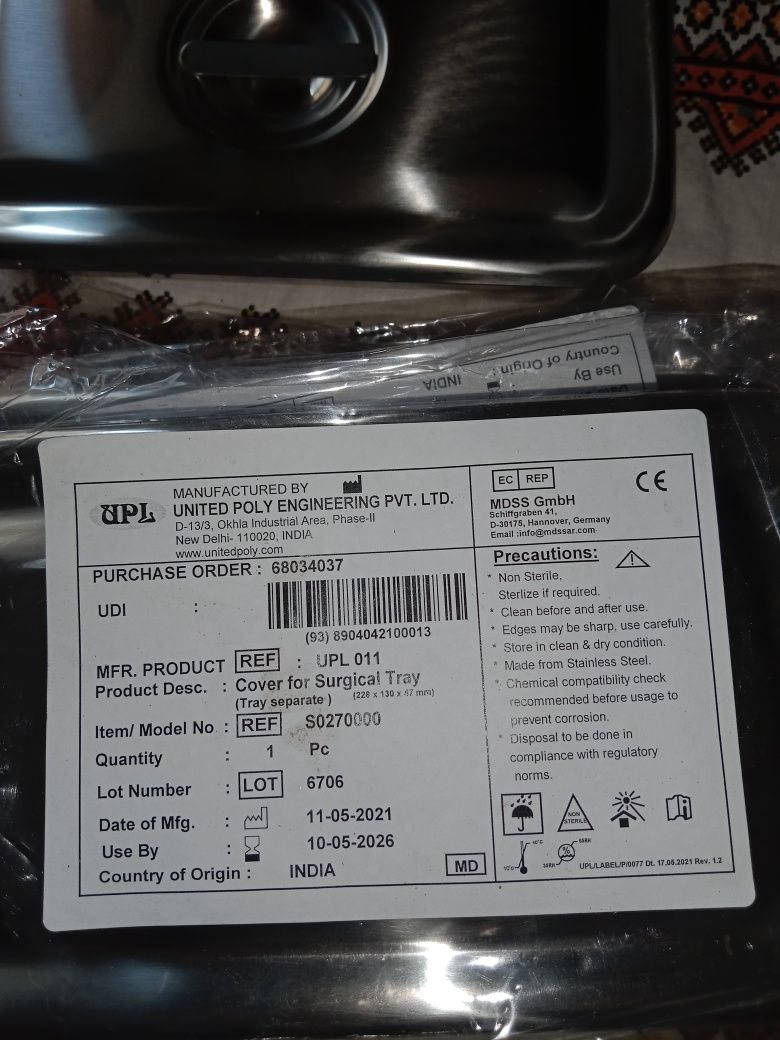 Country of Origin :
INDIA
Use By
UPL
MANUFACTURED BY
UNITED POLY ENGINEERING PVT. LTD.
D-13/3, Okhla Industrial Area, Phase-II
New Delhi- 110020, INDIA
www.unitedpoly.com
EC REP
CE
MDSS GmbH
Schiffgraben 41,
D-30175, Hannover, Germany
Email :info@mdssar.com
PURCHASE ORDER : 68034037
UDI :
(93) 8904042100013
MFR. PRODUCT REF : UPL 011
Product Desc. : Cover for Surgical Tray
(Tray separate ) (228 x 130 x 47 mm)
Item/ Model No : REF S0270000
Quantity : 1 Pc
Lot Number : LOT 6706
Date of Mfg. : 11-05-2021
Use By : 10-05-2026
Country of Origin : INDIA
MD
Precautions:
* Non Sterile,
Sterlize if required.
* Clean before and after use.
* Edges may be sharp, use carefully.
* Store in clean & dry condition.
* Made from Stainless Steel.
* Chemical compatibility check
recommended before usage to
prevent corrosion.
* Disposal to be done in
compliance with regulatory
norms.
NON
STERILE
UPL/LABEL/P/0077 Dt. 17.05.2021 Rev. 1.2